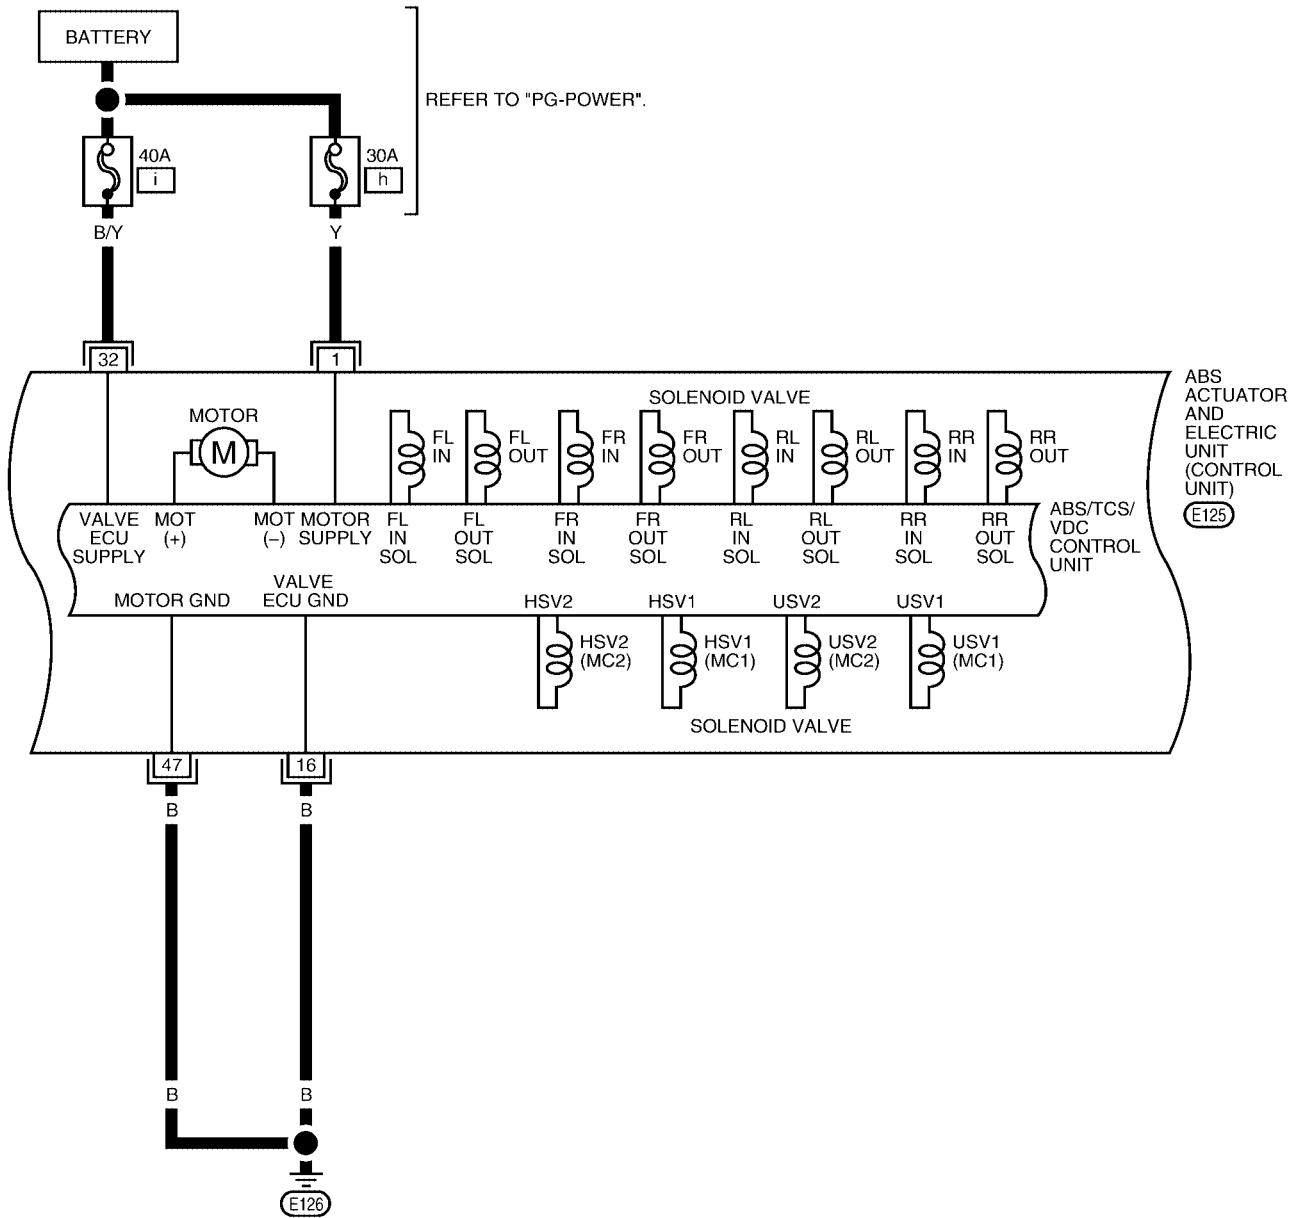 BATTERY
REFER TO "PG-POWER".
40A
i
30A
h
B/Y
Y
32
1
ABS
ACTUATOR
AND
ELECTRIC
UNIT
(CONTROL
UNIT)
E125
SOLENOID VALVE
MOTOR
M
FL
IN
FL
OUT
FR
IN
FR
OUT
RL
IN
RL
OUT
RR
IN
RR
OUT
VALVE
ECU
SUPPLY
MOT
(+)
MOT
(–)
MOTOR
SUPPLY
FL
IN
SOL
FL
OUT
SOL
FR
IN
SOL
FR
OUT
SOL
RL
IN
SOL
RL
OUT
SOL
RR
IN
SOL
RR
OUT
SOL
ABS/TCS/
VDC
CONTROL
UNIT
MOTOR GND
VALVE
ECU GND
HSV2
HSV1
USV2
USV1
HSV2
(MC2)
HSV1
(MC1)
USV2
(MC2)
USV1
(MC1)
SOLENOID VALVE
47
16
B
B
B
B
E126